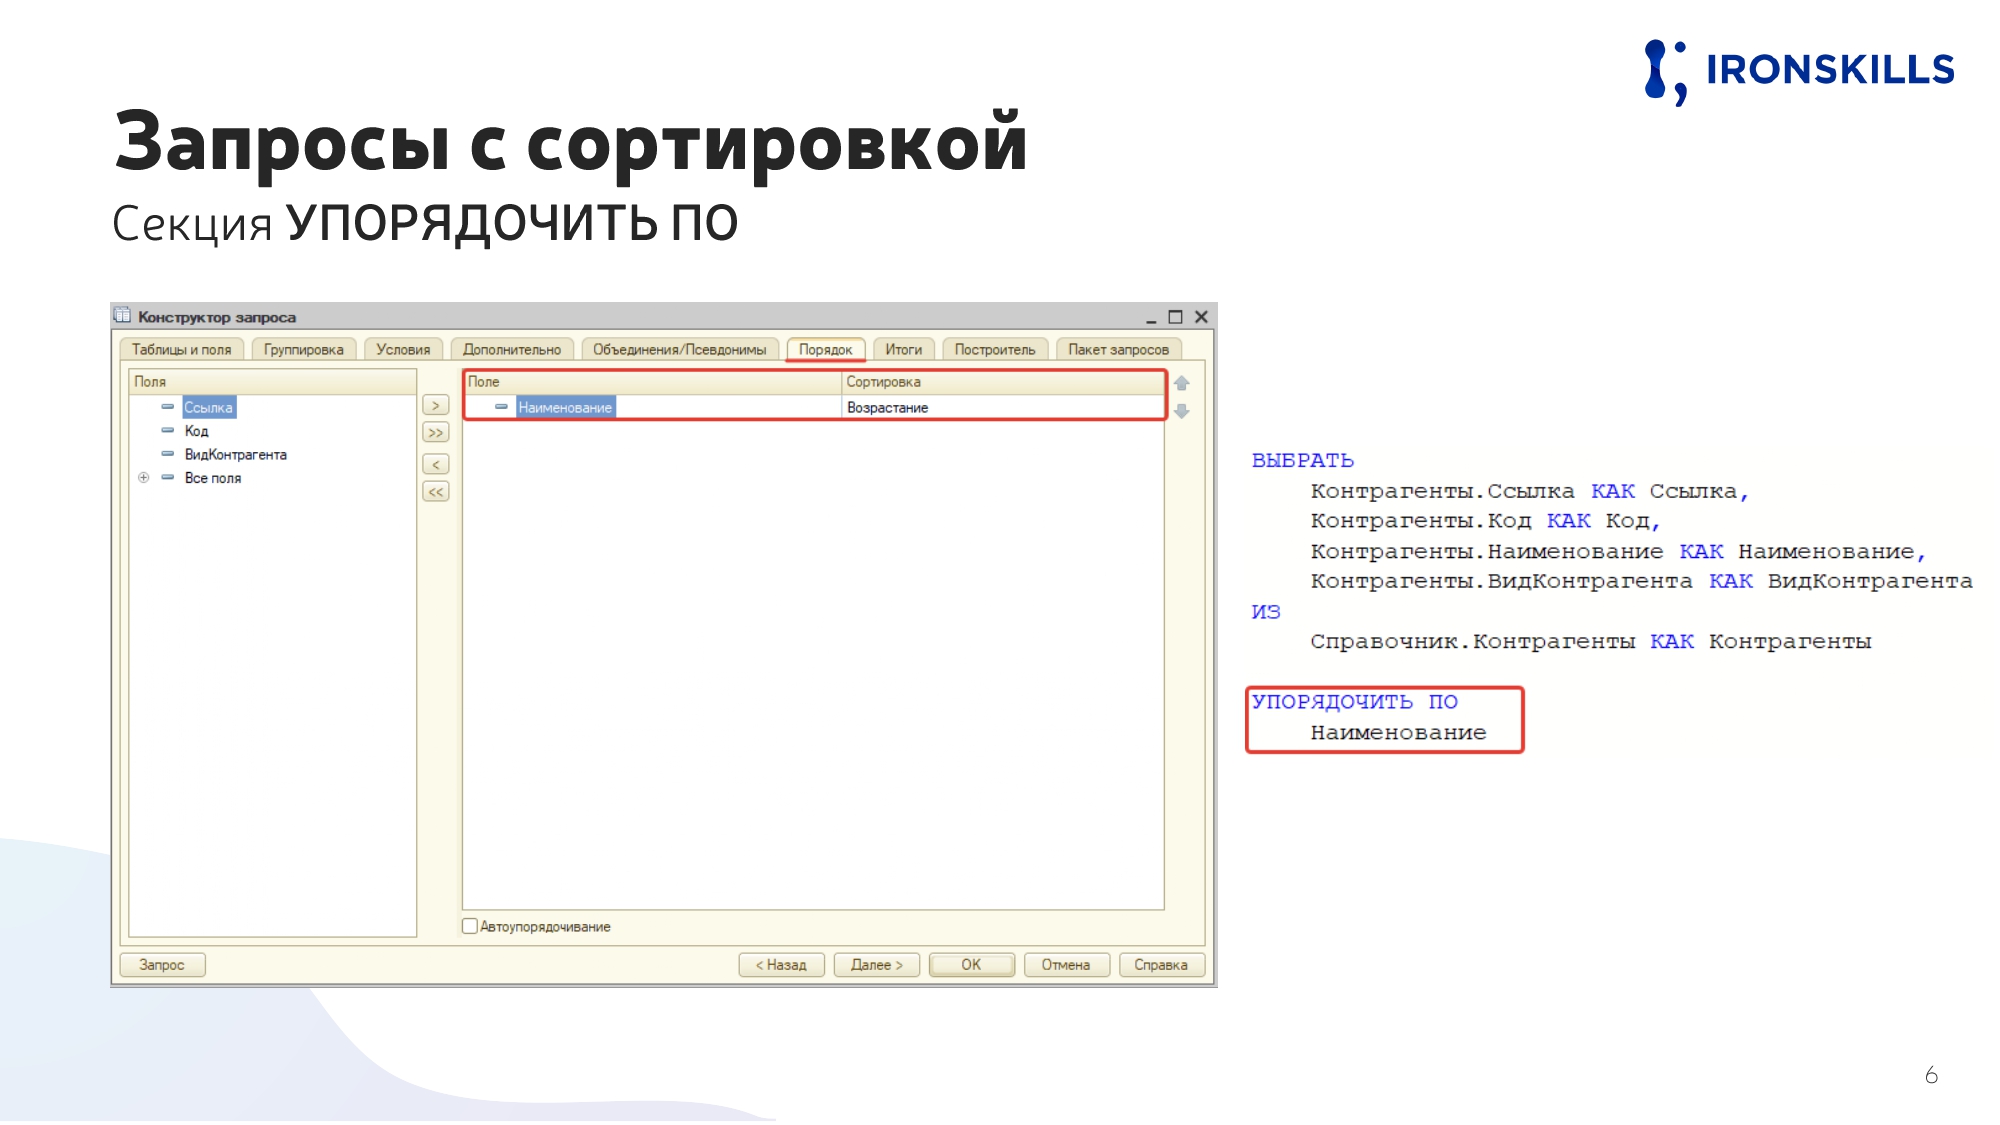 IRONSKILLS
Запросы с сортировкой
Секция УПОРЯДОЧИТЬ ПО
Конструктор запроса
Таблицы и поля Группировка Условия Дополнительно Объединения/Псевдонимы Порядок Итоги Построитель Пакет запросов
Поля
Ссылка
Код
ВидКонтрагента
Все поля
>
>>
<
<<
Поле Сортировка
Наименование Возрастание
Автоупорядочивание
Запрос < Назад Далее > OK Отмена Справка
ВЫБРАТЬ
Контрагенты.Ссылка КАК Ссылка,
Контрагенты.Код КАК Код,
Контрагенты.Наименование КАК Наименование,
Контрагенты.ВидКонтрагента КАК ВидКонтрагента
ИЗ
Справочник.Контрагенты КАК Контрагенты
УПОРЯДОЧИТЬ ПО
Наименование
6